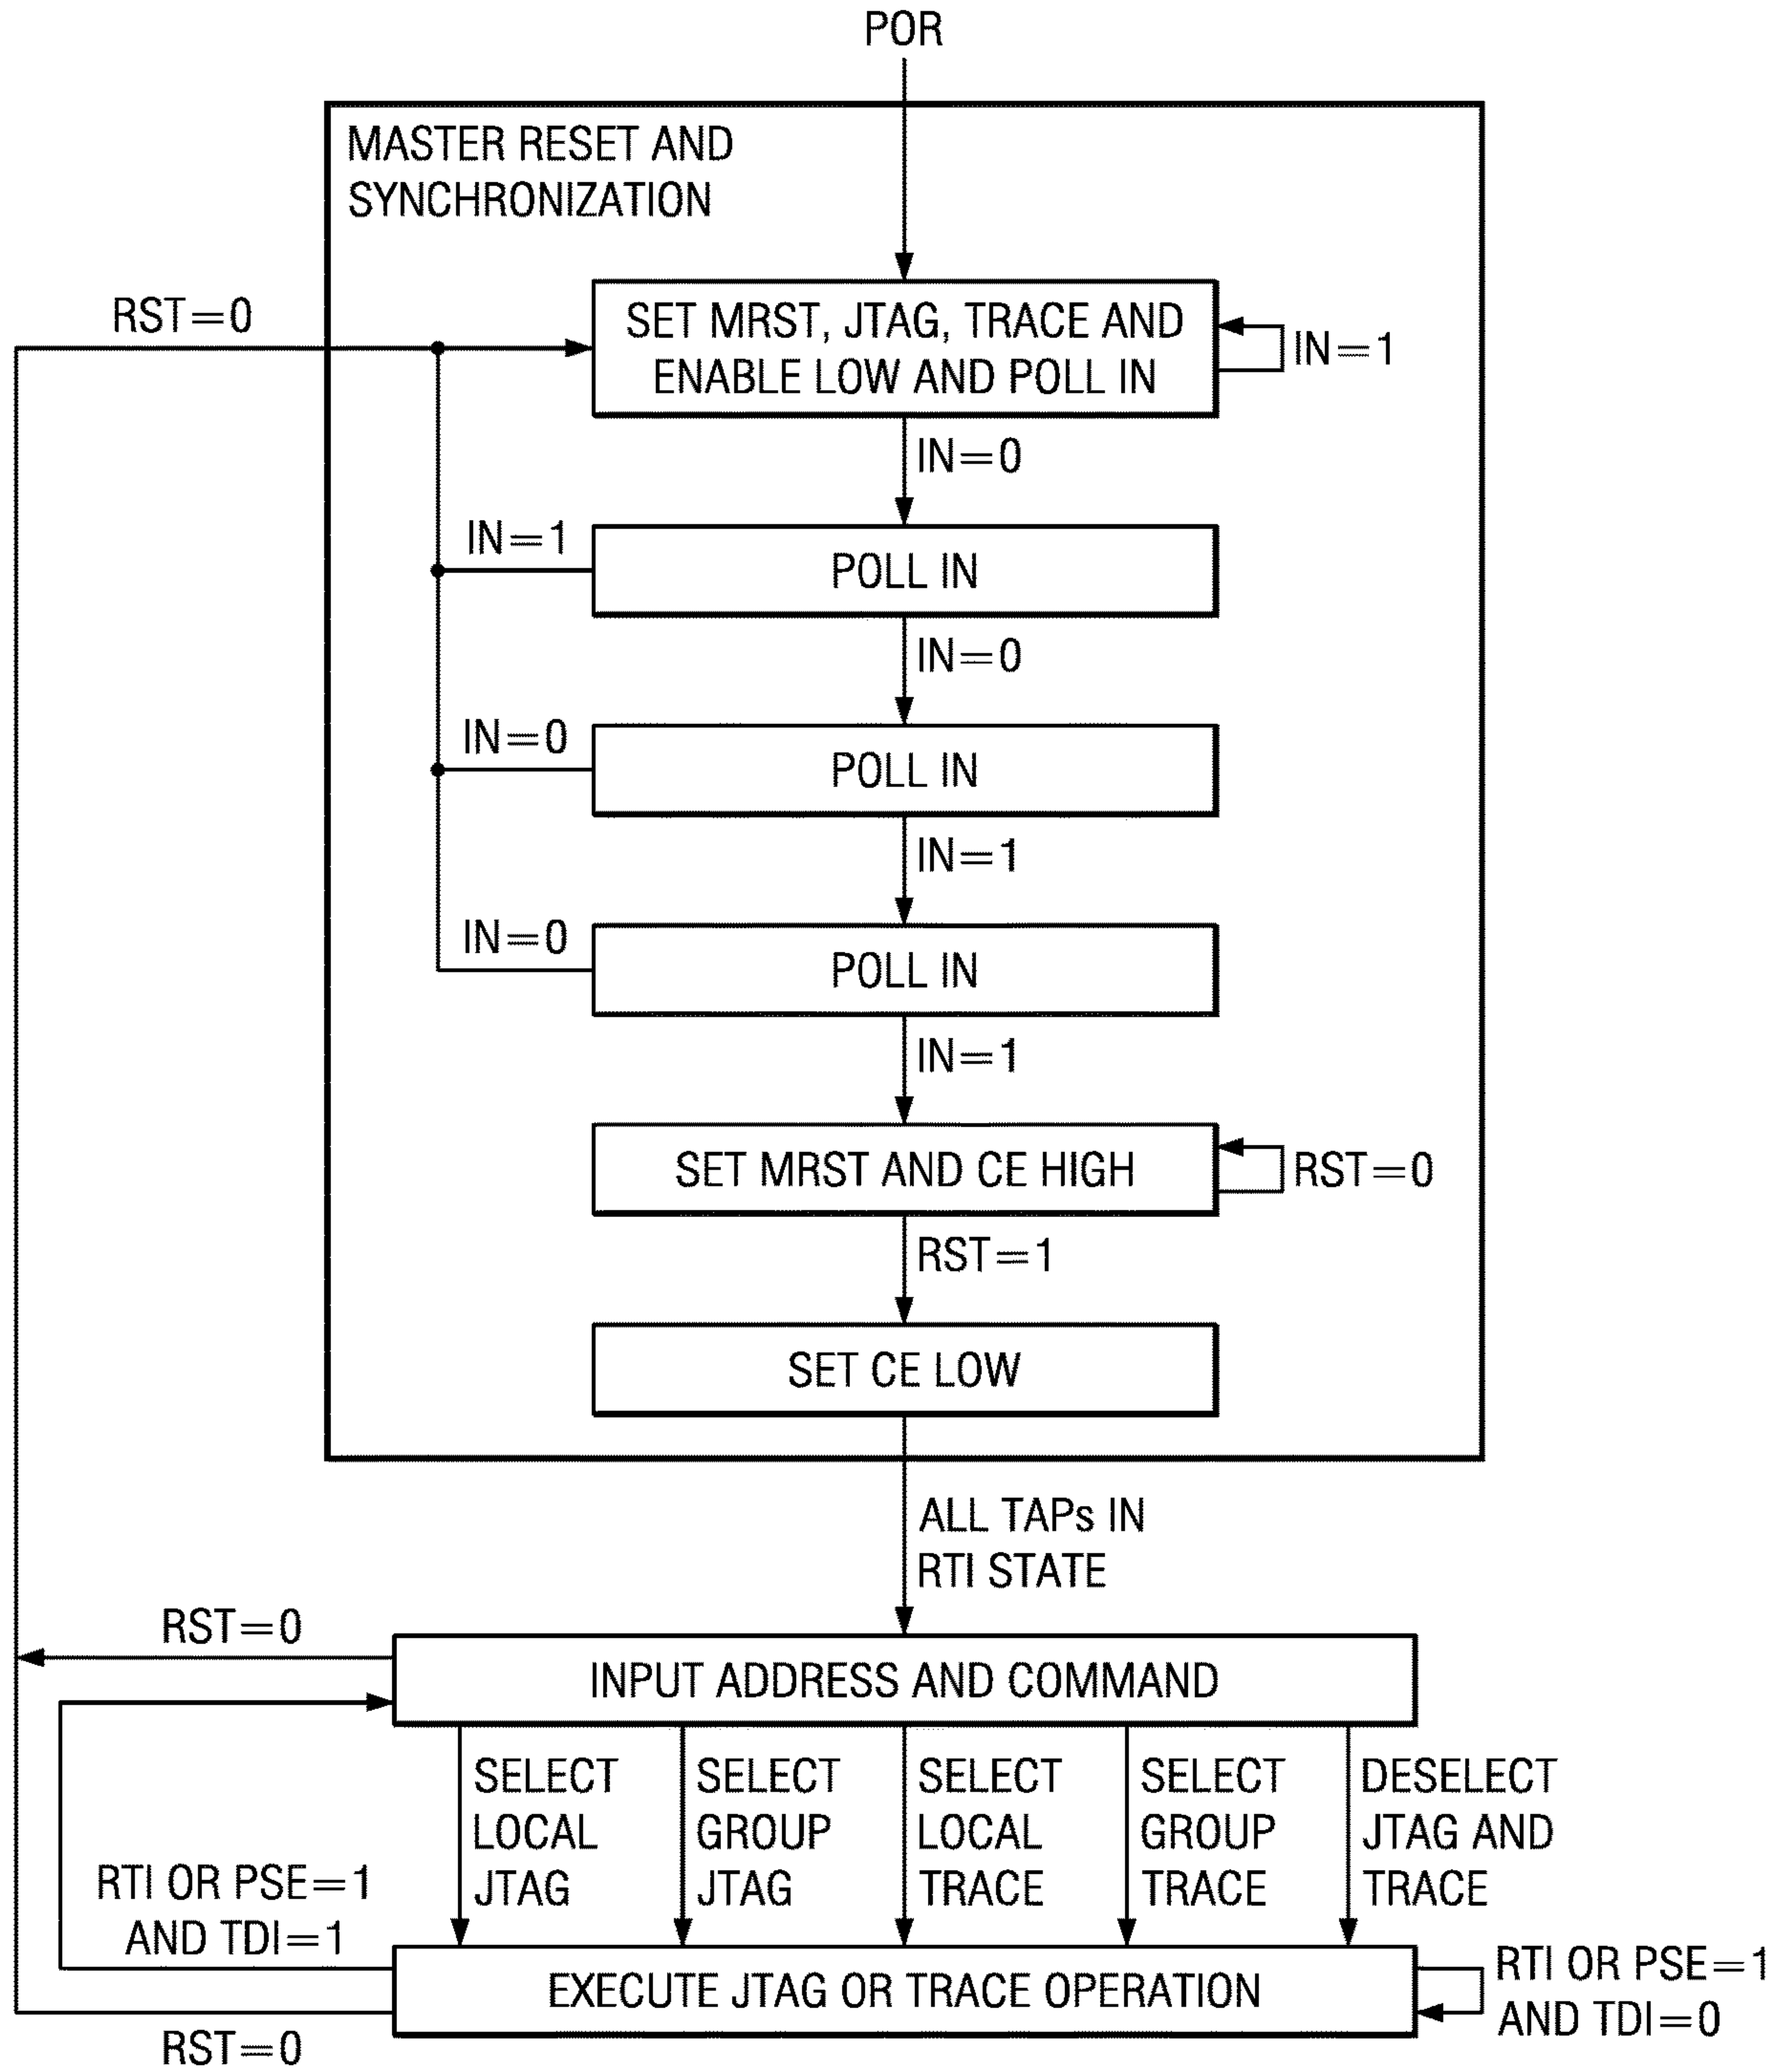 POR
MASTER RESET AND
SYNCHRONIZATION
RST=0
SET MRST, JTAG, TRACE AND
ENABLE LOW AND POLL IN
IN=1
IN=0
IN=1
POLL IN
IN=0
IN=0
POLL IN
IN=1
IN=0
POLL IN
IN=1
SET MRST AND CE HIGH
RST=0
RST=1
SET CE LOW
ALL TAPs IN
RTI STATE
RST=0
INPUT ADDRESS AND COMMAND
SELECT
LOCAL
JTAG
SELECT
GROUP
JTAG
SELECT
LOCAL
TRACE
SELECT
GROUP
TRACE
DESELECT
JTAG AND
TRACE
RTI OR PSE=1
AND TDI=1
EXECUTE JTAG OR TRACE OPERATION
RTI OR PSE=1
AND TDI=0
RST=0